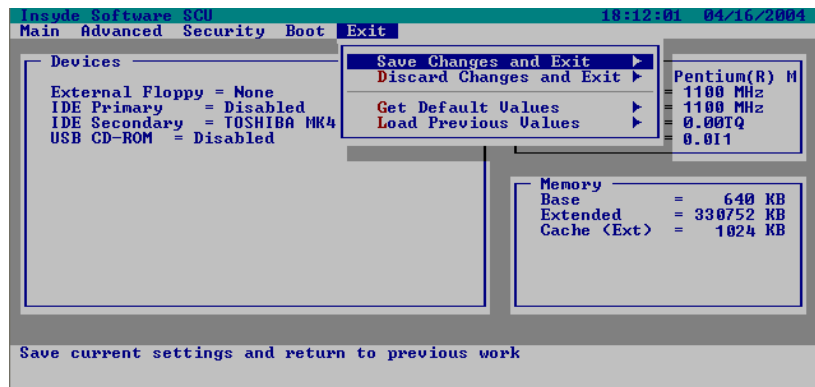 Insyde Software SCU 18:12:01 04/16/2004
Main Advanced Security Boot Exit
Save Changes and Exit
Discard Changes and Exit
Get Default Values
Load Previous Values
Devices
External Floppy = None
IDE Primary = Disabled
IDE Secondary = TOSHIBA MK4
USB CD-ROM = Disabled
Pentium(R) M
= 1100 MHz
= 1100 MHz
= 0.00TQ
= 0.0I1
Memory
Base = 640 KB
Extended = 330752 KB
Cache (Ext) = 1024 KB
Save current settings and return to previous work